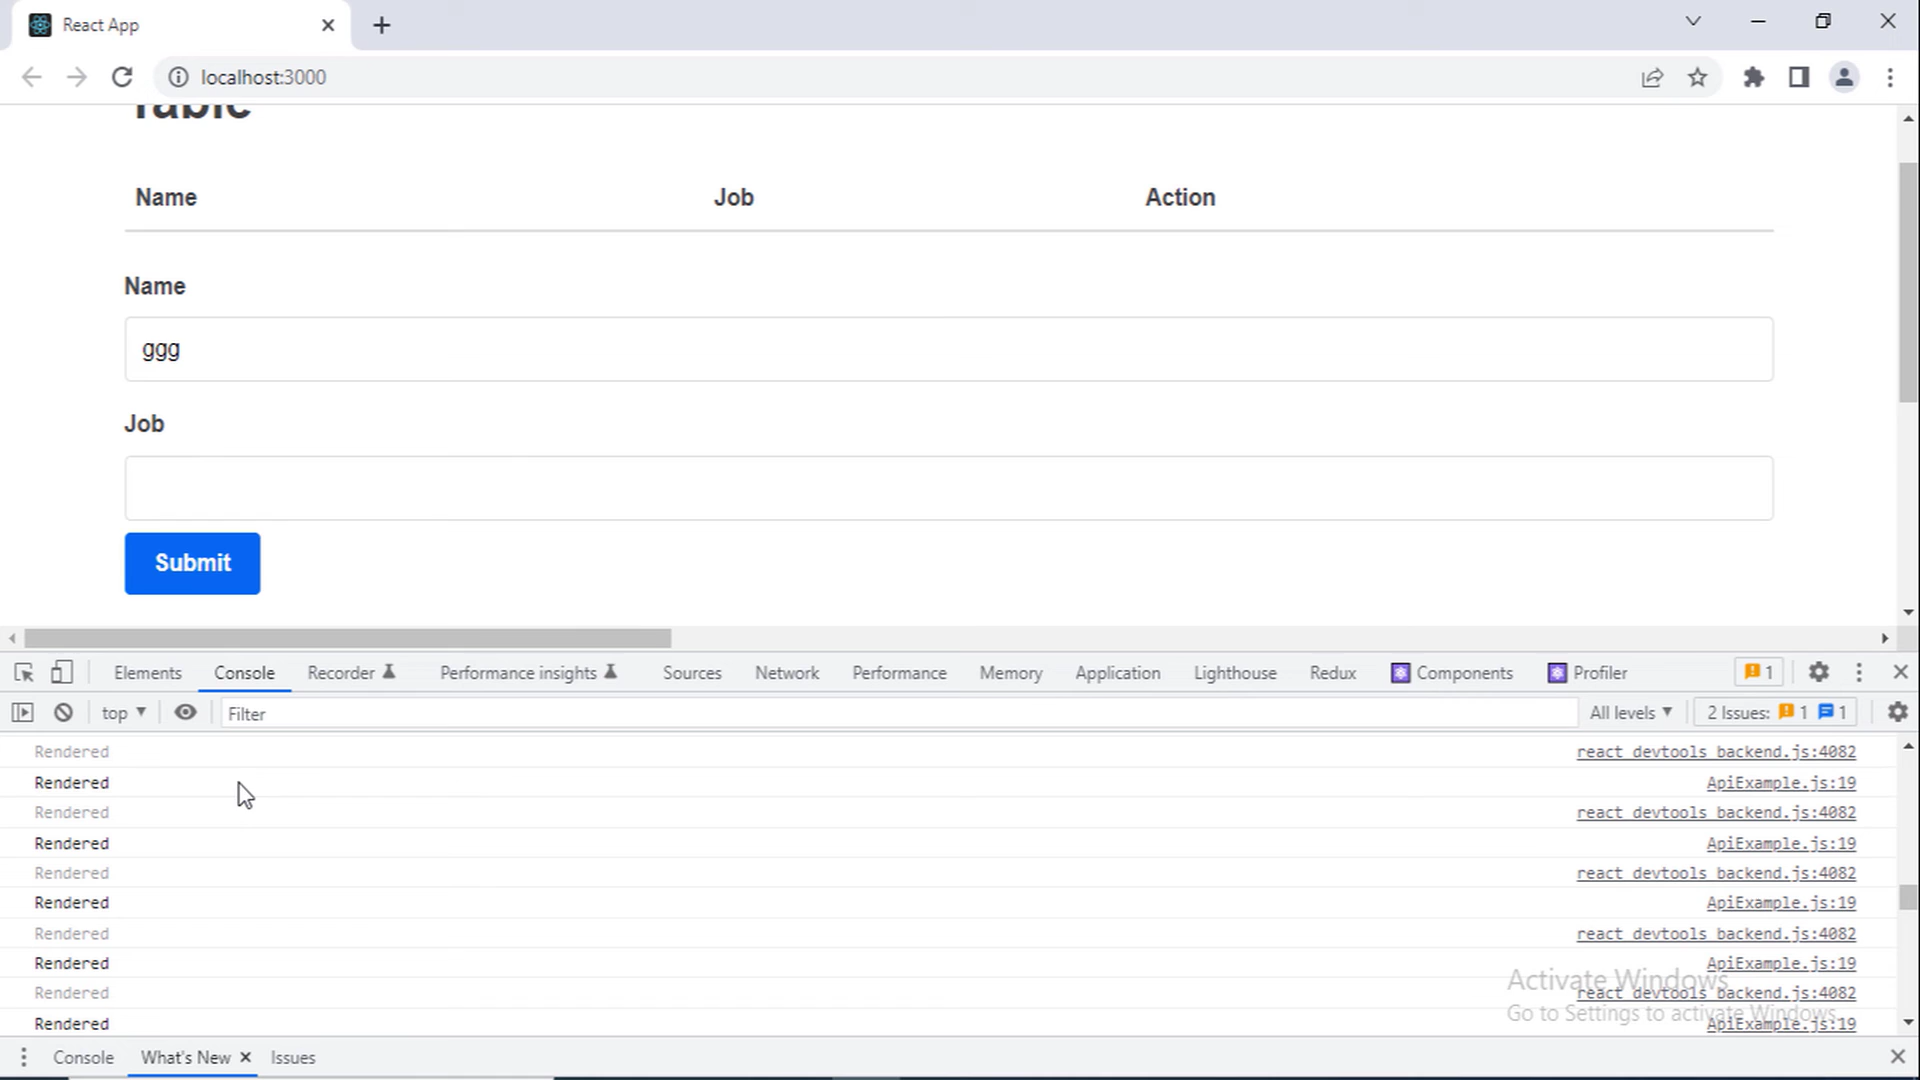 React App
localhost:3000
Table
Name Job Action
Name
ggg
Job
Submit
Elements Console Recorder Performance insights Sources Network Performance Memory Application Lighthouse Redux Components Profiler 1
top Filter All levels 2 Issues: 1 1
Rendered react_devtools_backend.js:4082
Rendered ApiExample.js:19
Rendered react_devtools_backend.js:4082
Rendered ApiExample.js:19
Rendered react_devtools_backend.js:4082
Rendered ApiExample.js:19
Rendered react_devtools_backend.js:4082
Rendered ApiExample.js:19
Activate Windows
Rendered react_devtools_backend.js:4082
Go to Settings to activate Windows.
Rendered ApiExample.js:19
Console What's New Issues